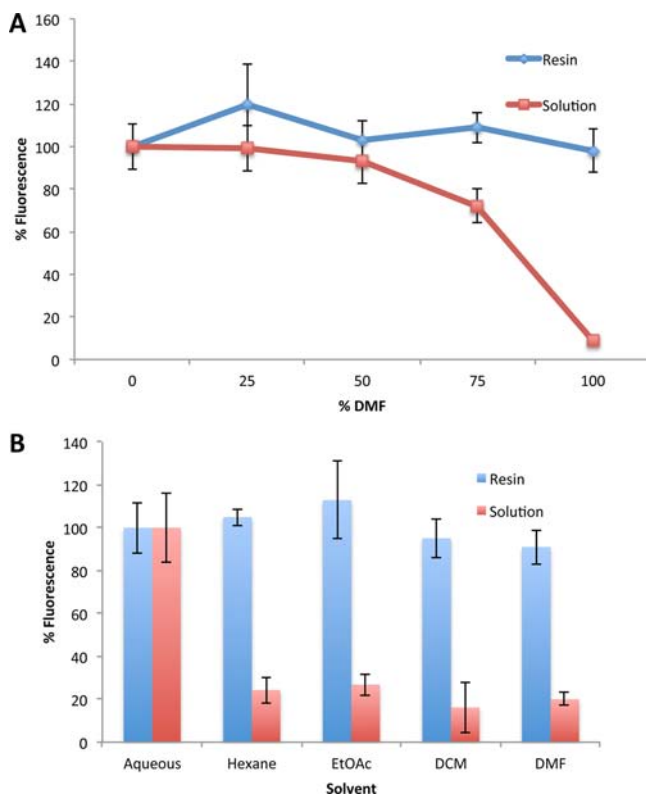 A
160
140
120
100
80
60
40
20
0
% Fluorescence
Resin
Solution
0 25 50 75 100
% DMF
B
140
120
100
80
60
40
20
0
% Fluorescence
Resin
Solution
Aqueous Hexane EtOAc DCM DMF
Solvent